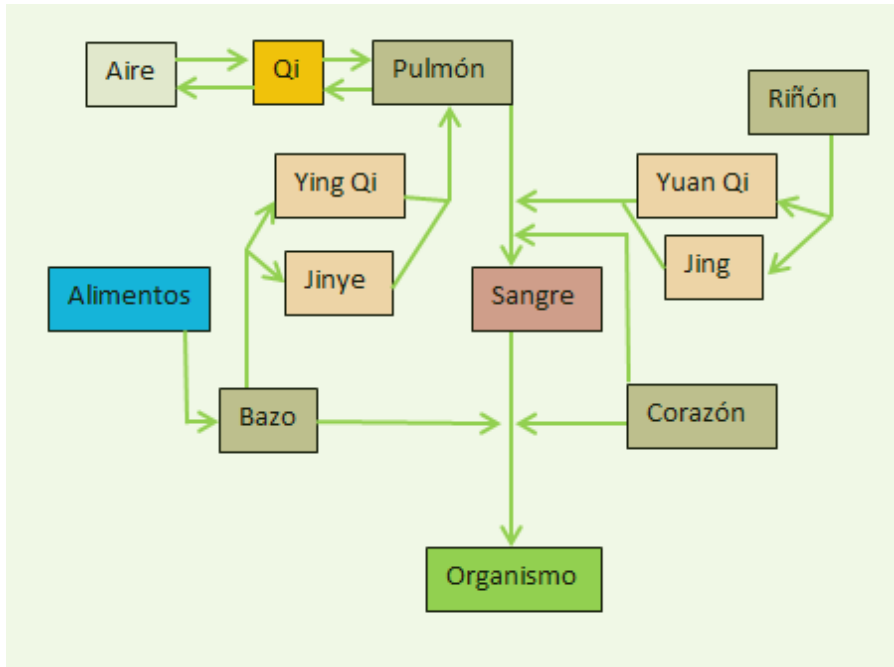 Aire
Qi
Pulmón
Riñón
Ying Qi
Yuan Qi
Jinye
Jing
Alimentos
Sangre
Bazo
Corazón
Organismo